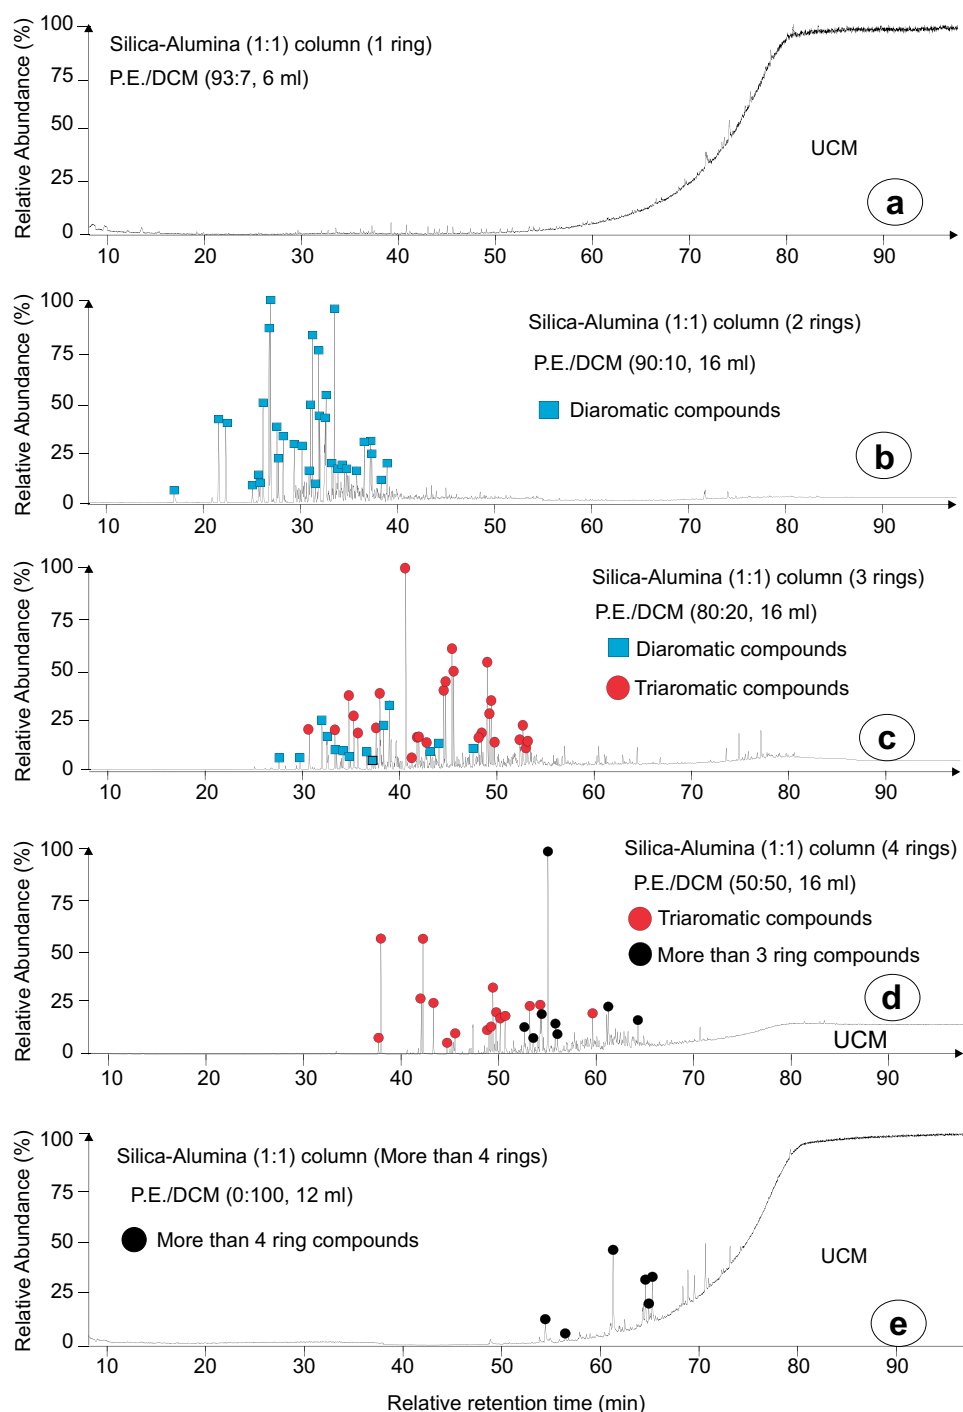 Relative Abundance (%)
100
75
50
25
0
Silica-Alumina (1:1) column (1 ring)
P.E./DCM (93:7, 6 ml)
UCM
a
10 20 30 40 50 60 70 80 90
Relative Abundance (%)
100
75
50
25
0
Silica-Alumina (1:1) column (2 rings)
P.E./DCM (90:10, 16 ml)
Diaromatic compounds
b
10 20 30 40 50 60 70 80 90
Relative Abundance (%)
100
75
50
25
0
Silica-Alumina (1:1) column (3 rings)
P.E./DCM (80:20, 16 ml)
Diaromatic compounds
Triaromatic compounds
c
10 20 30 40 50 60 70 80 90
Relative Abundance (%)
100
75
50
25
0
Silica-Alumina (1:1) column (4 rings)
P.E./DCM (50:50, 16 ml)
Triaromatic compounds
More than 3 ring compounds
d
UCM
10 20 30 40 50 60 70 80 90
Relative Abundance (%)
100
75
50
25
0
Silica-Alumina (1:1) column (More than 4 rings)
P.E./DCM (0:100, 12 ml)
More than 4 ring compounds
UCM
e
10 20 30 40 50 60 70 80 90
Relative retention time (min)